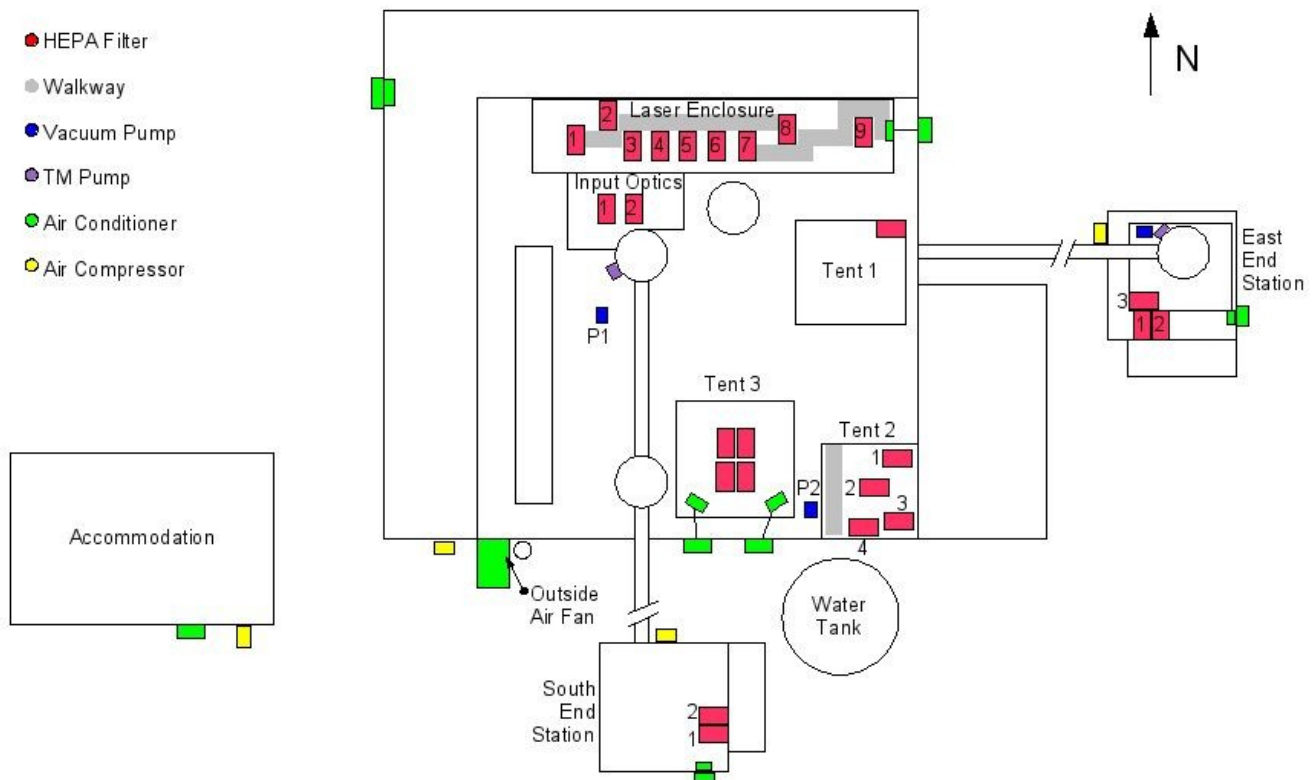 HEPA Filter
Walkway
Vacuum Pump
TM Pump
Air Conditioner
Air Compressor
N
Laser Enclosure
1
2
3
4
5
6
7
8
9
Input Optics
1
2
Tent 1
East
End
Station
3
1
2
P1
Tent 3
Tent 2
1
2
3
4
P2
Accommodation
Outside
Air Fan
Water
Tank
South
End
Station
2
1